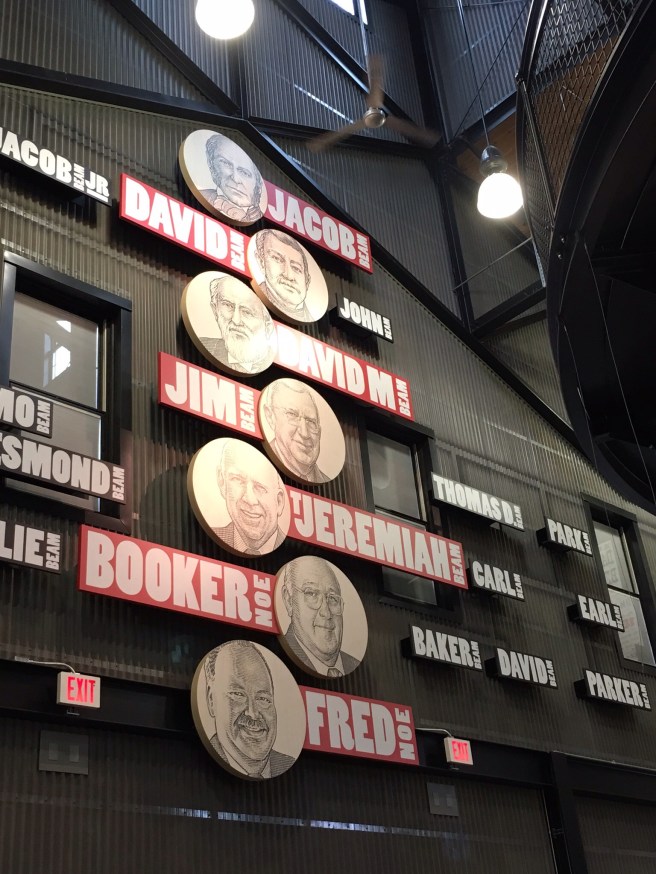 JACOB BEAM JR
JACOB BEAM
DAVID BEAM
JOHN BEAM
DAVID M BEAM
JIM BEAM
MO BEAM
ESMOND BEAM
THOMAS D. BEAM
PARK BEAM
T. JEREMIAH BEAM
LIE BEAM
CARL BEAM
BOOKER NOE
EARL BEAM
BAKER BEAM
DAVID BEAM
PARKER BEAM
EXIT
FRED NOE
EXIT